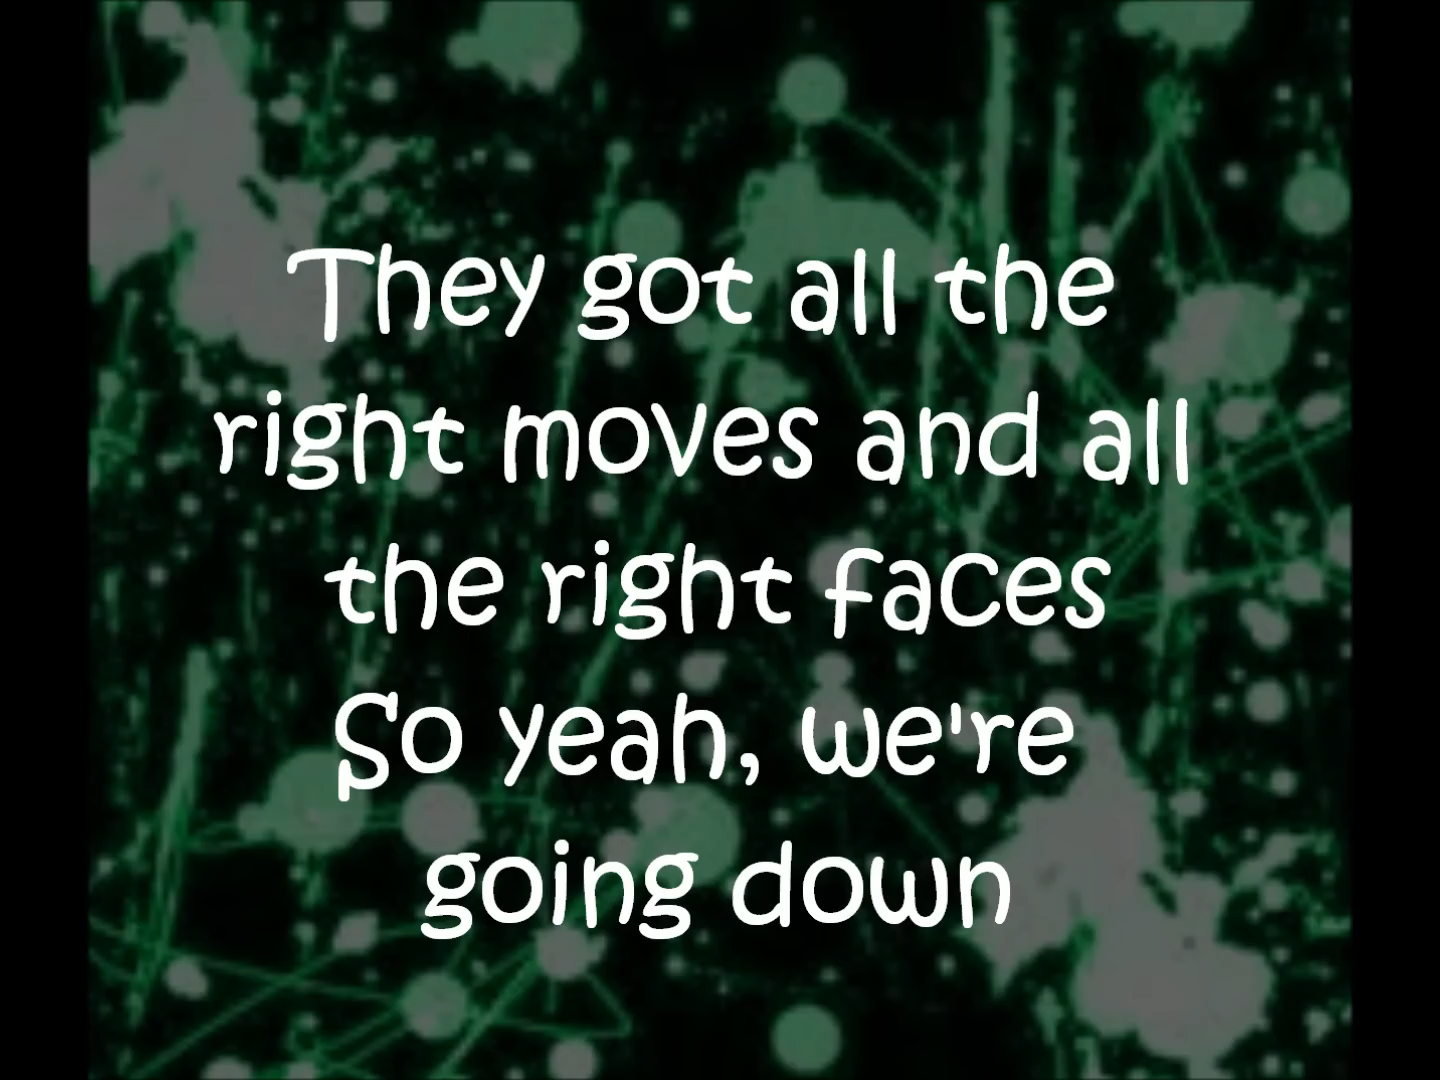 They got all the
right moves and all
the right faces
So yeah, we're
going down